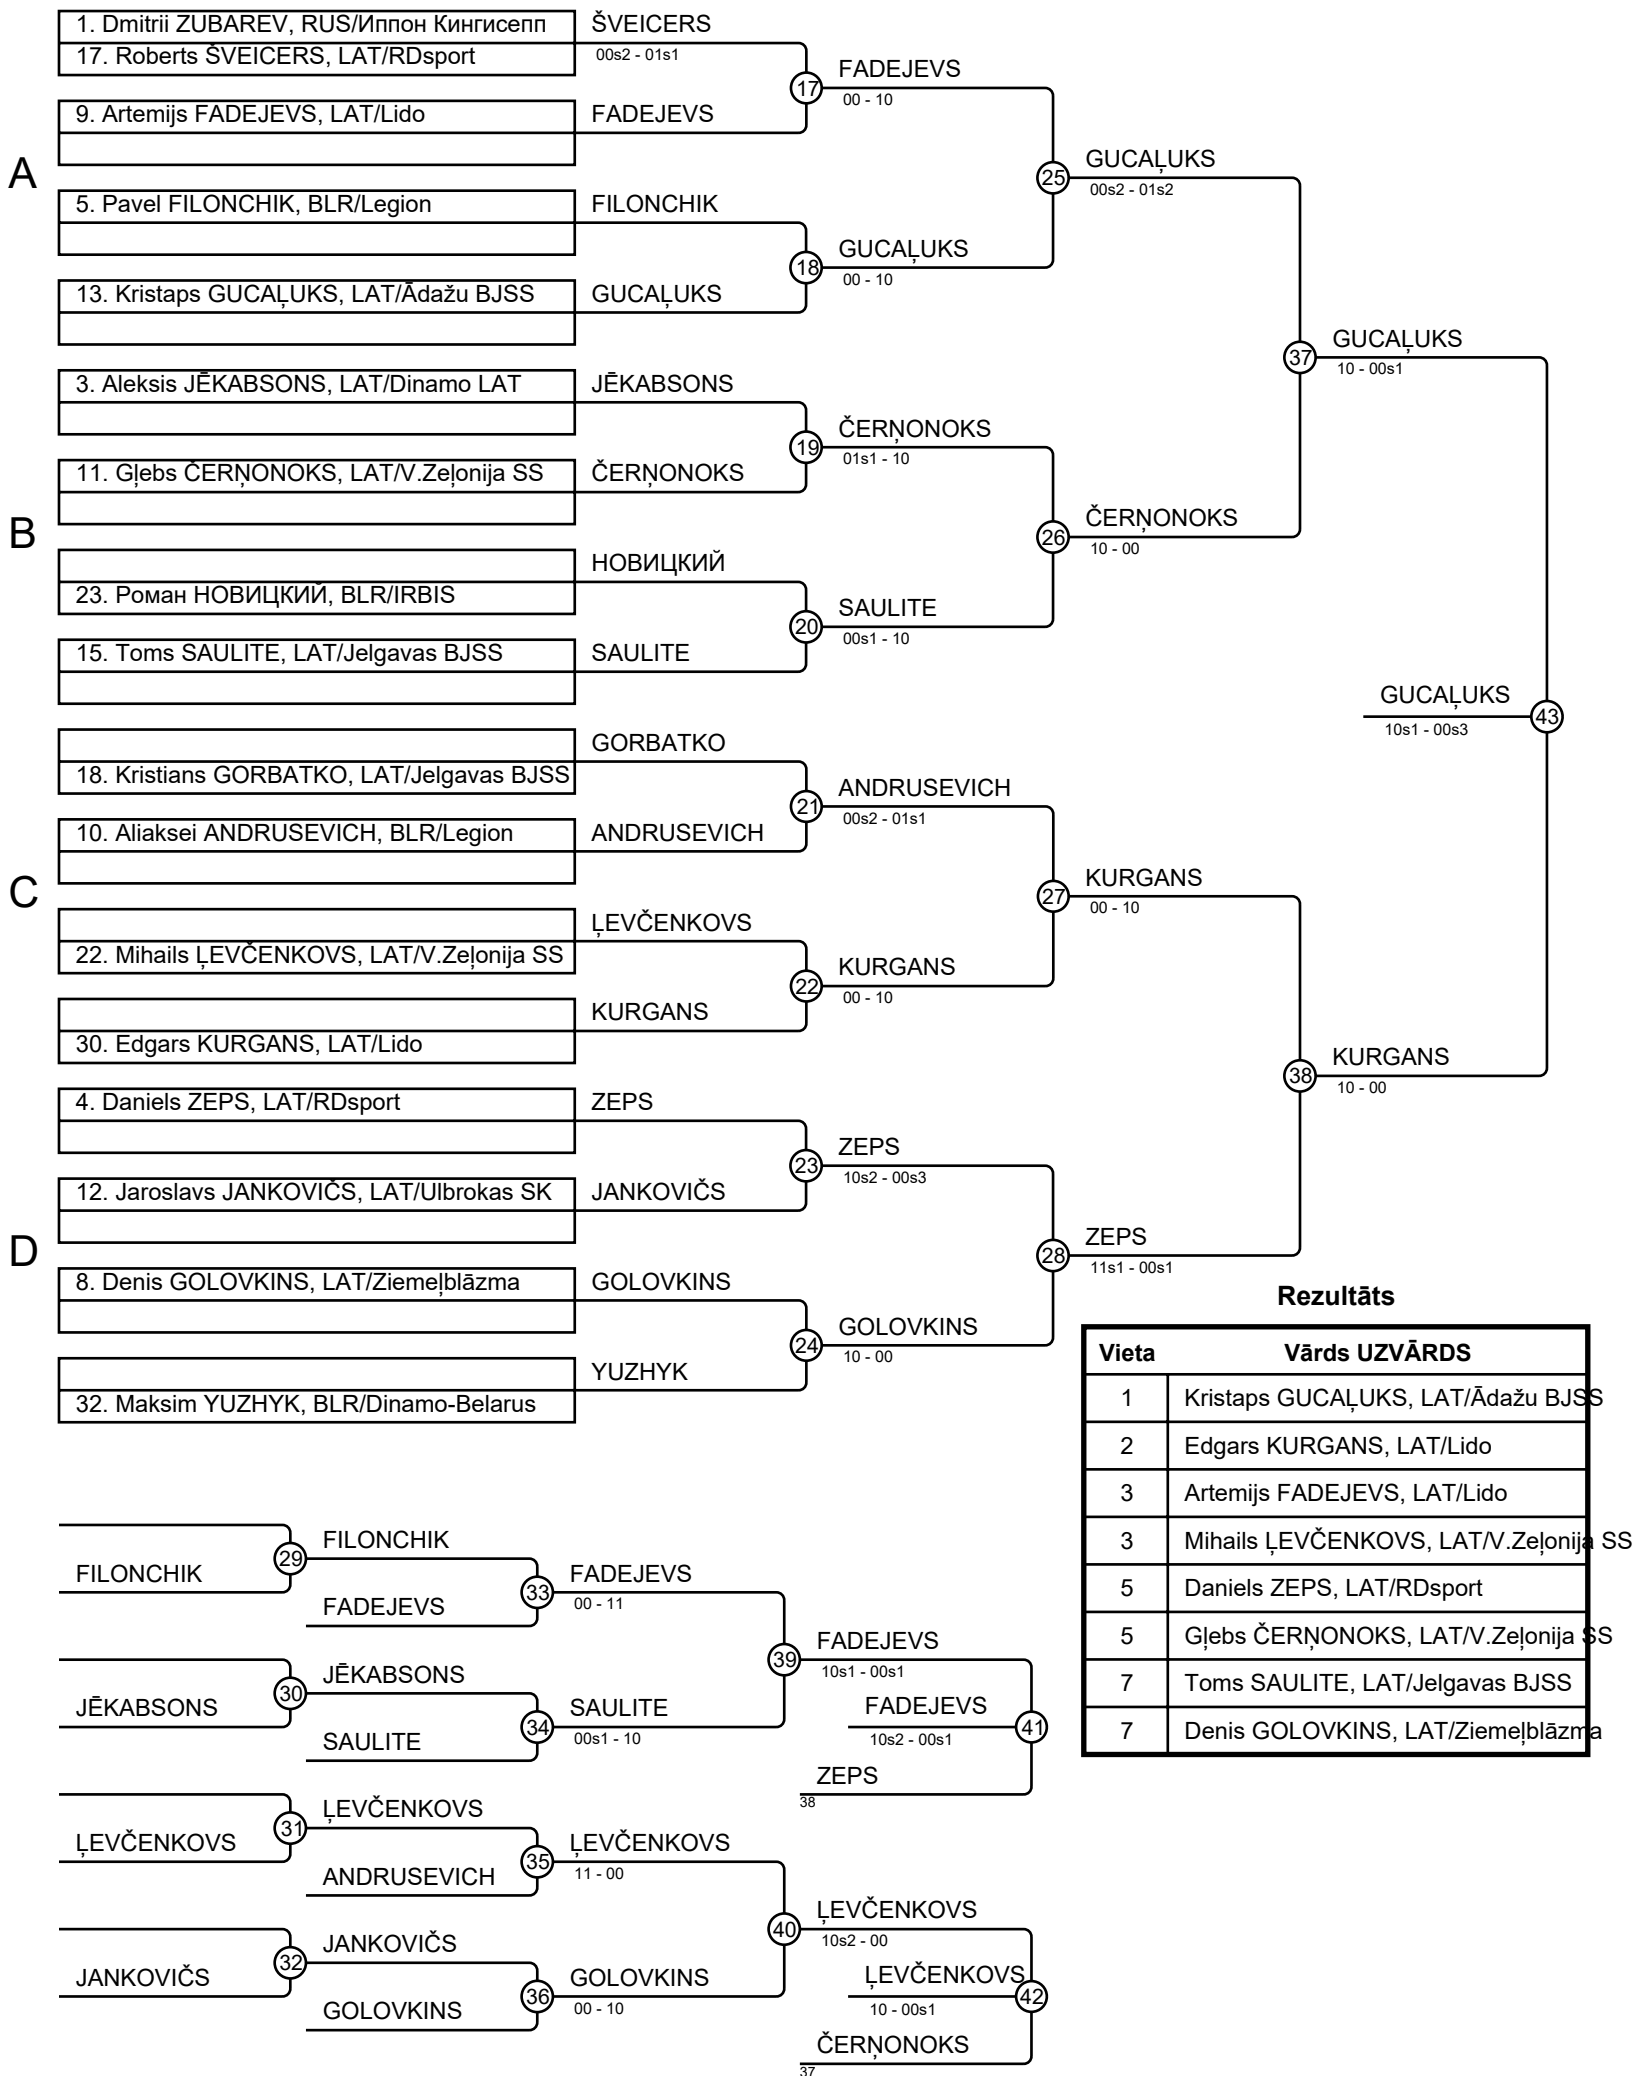 1. Dmitrii ZUBAREV, RUS/Иппон Кингисепп
17. Roberts ŠVEICERS, LAT/RDsport
ŠVEICERS
00s2 - 01s1
9. Artemijs FADEJEVS, LAT/Lido
FADEJEVS
17
FADEJEVS
00 - 10
A
5. Pavel FILONCHIK, BLR/Legion
FILONCHIK
13. Kristaps GUCAĻUKS, LAT/Ādažu BJSS
GUCAĻUKS
18
GUCAĻUKS
00 - 10
25
GUCAĻUKS
00s2 - 01s2
3. Aleksis JĒKABSONS, LAT/Dinamo LAT
JĒKABSONS
11. Gļebs ČERŅONOKS, LAT/V.Zeļonija SS
ČERŅONOKS
19
ČERŅONOKS
01s1 - 10
B
23. Роман НОВИЦКИЙ, BLR/IRBIS
НОВИЦКИЙ
15. Toms SAULITE, LAT/Jelgavas BJSS
SAULITE
20
SAULITE
00s1 - 10
26
ČERŅONOKS
10 - 00
37
GUCAĻUKS
10 - 00s1
18. Kristians GORBATKO, LAT/Jelgavas BJSS
GORBATKO
10. Aliaksei ANDRUSEVICH, BLR/Legion
ANDRUSEVICH
21
ANDRUSEVICH
00s2 - 01s1
C
22. Mihails ĻEVČENKOVS, LAT/V.Zeļonija SS
ĻEVČENKOVS
30. Edgars KURGANS, LAT/Lido
KURGANS
22
KURGANS
00 - 10
27
KURGANS
00 - 10
4. Daniels ZEPS, LAT/RDsport
ZEPS
12. Jaroslavs JANKOVIČS, LAT/Ulbrokas SK
JANKOVIČS
23
ZEPS
10s2 - 00s3
D
8. Denis GOLOVKINS, LAT/Ziemeļblāzma
GOLOVKINS
32. Maksim YUZHYK, BLR/Dinamo-Belarus
YUZHYK
24
GOLOVKINS
10 - 00
28
ZEPS
11s1 - 00s1
38
KURGANS
10 - 00
GUCAĻUKS
10s1 - 00s3
43
Rezultāts
Vieta Vārds UZVĀRDS
1 Kristaps GUCAĻUKS, LAT/Ādažu BJSS
2 Edgars KURGANS, LAT/Lido
3 Artemijs FADEJEVS, LAT/Lido
3 Mihails ĻEVČENKOVS, LAT/V.Zeļonija SS
5 Daniels ZEPS, LAT/RDsport
5 Gļebs ČERŅONOKS, LAT/V.Zeļonija SS
7 Toms SAULITE, LAT/Jelgavas BJSS
7 Denis GOLOVKINS, LAT/Ziemeļblāzma
FILONCHIK
29
FILONCHIK
FADEJEVS
33
FADEJEVS
00 - 11
JĒKABSONS
30
JĒKABSONS
SAULITE
34
SAULITE
00s1 - 10
39
FADEJEVS
10s1 - 00s1
FADEJEVS
10s2 - 00s1
41
ZEPS
38
ĻEVČENKOVS
31
ĻEVČENKOVS
ANDRUSEVICH
35
ĻEVČENKOVS
11 - 00
JANKOVIČS
32
JANKOVIČS
GOLOVKINS
36
GOLOVKINS
00 - 10
40
ĻEVČENKOVS
10s2 - 00
ĻEVČENKOVS
10 - 00s1
42
ČERŅONOKS
37